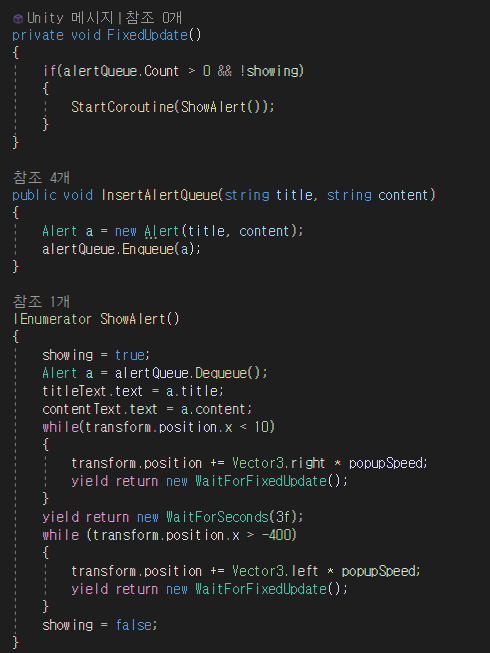 Unity 메시지 | 참조 0개
private void FixedUpdate()
{
if(alertQueue.Count > 0 && !showing)
{
StartCoroutine(ShowAlert());
}
}
참조 4개
public void InsertAlertQueue(string title, string content)
{
Alert a = new Alert(title, content);
alertQueue.Enqueue(a);
}
참조 1개
IEnumerator ShowAlert()
{
showing = true;
Alert a = alertQueue.Dequeue();
titleText.text = a.title;
contentText.text = a.content;
while(transform.position.x < 10)
{
transform.position += Vector3.right * popupSpeed;
yield return new WaitForFixedUpdate();
}
yield return new WaitForSeconds(3f);
while (transform.position.x > -400)
{
transform.position += Vector3.left * popupSpeed;
yield return new WaitForFixedUpdate();
}
showing = false;
}